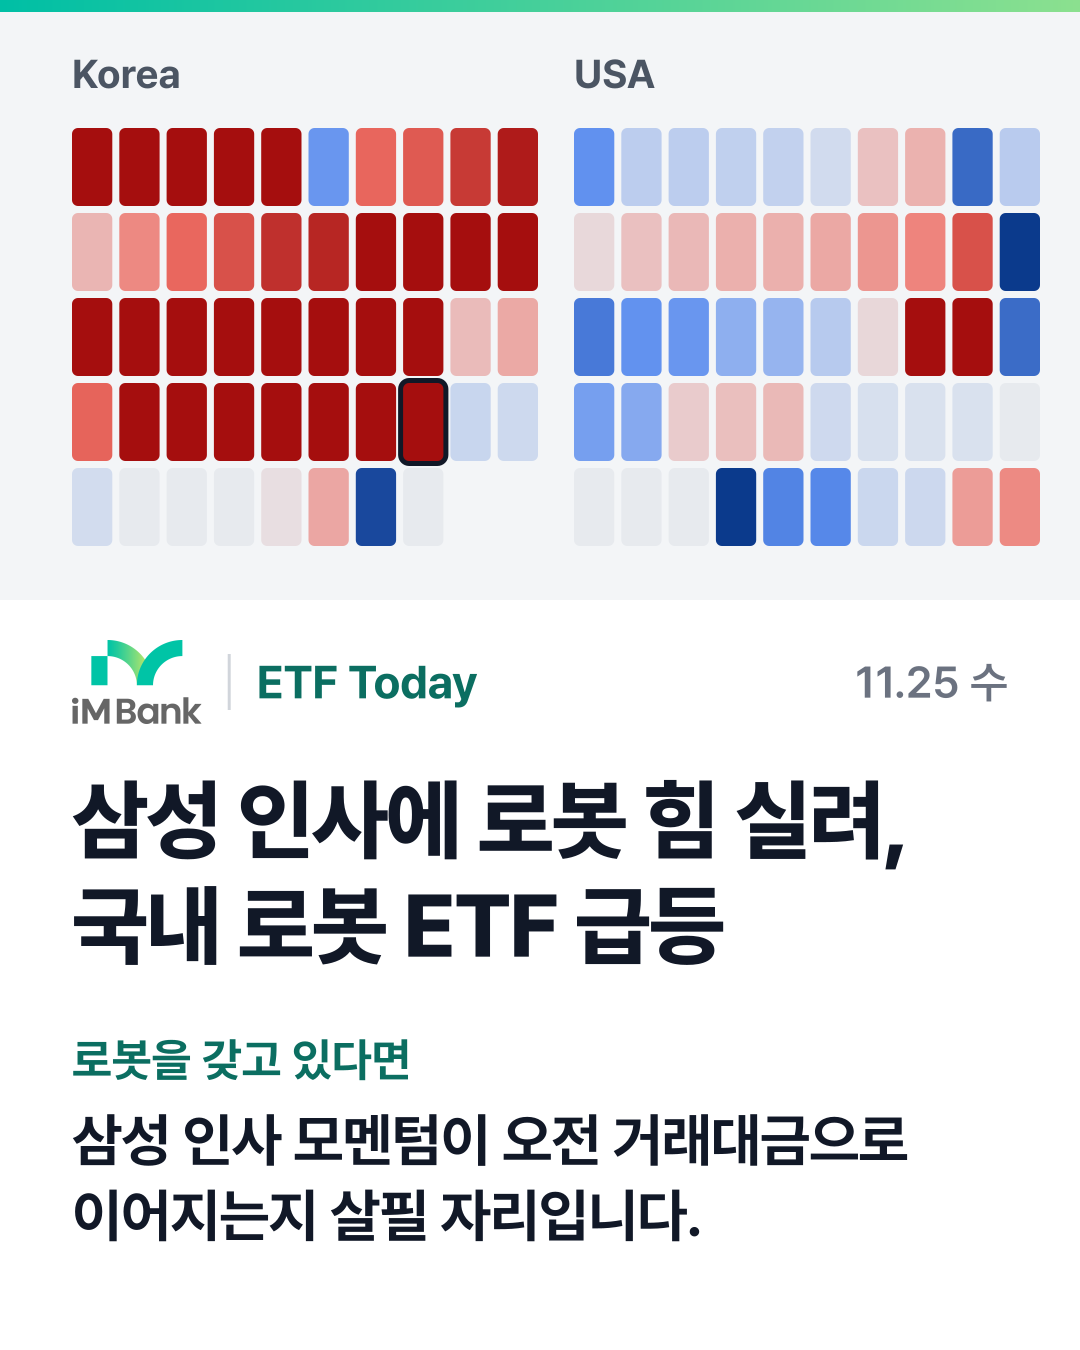 Korea
USA
iM Bank
ETF Today
11.25 수
삼성 인사에 로봇 힘 실려,
국내 로봇 ETF 급등
로봇을 갖고 있다면
삼성 인사 모멘텀이 오전 거래대금으로
이어지는지 살필 자리입니다.